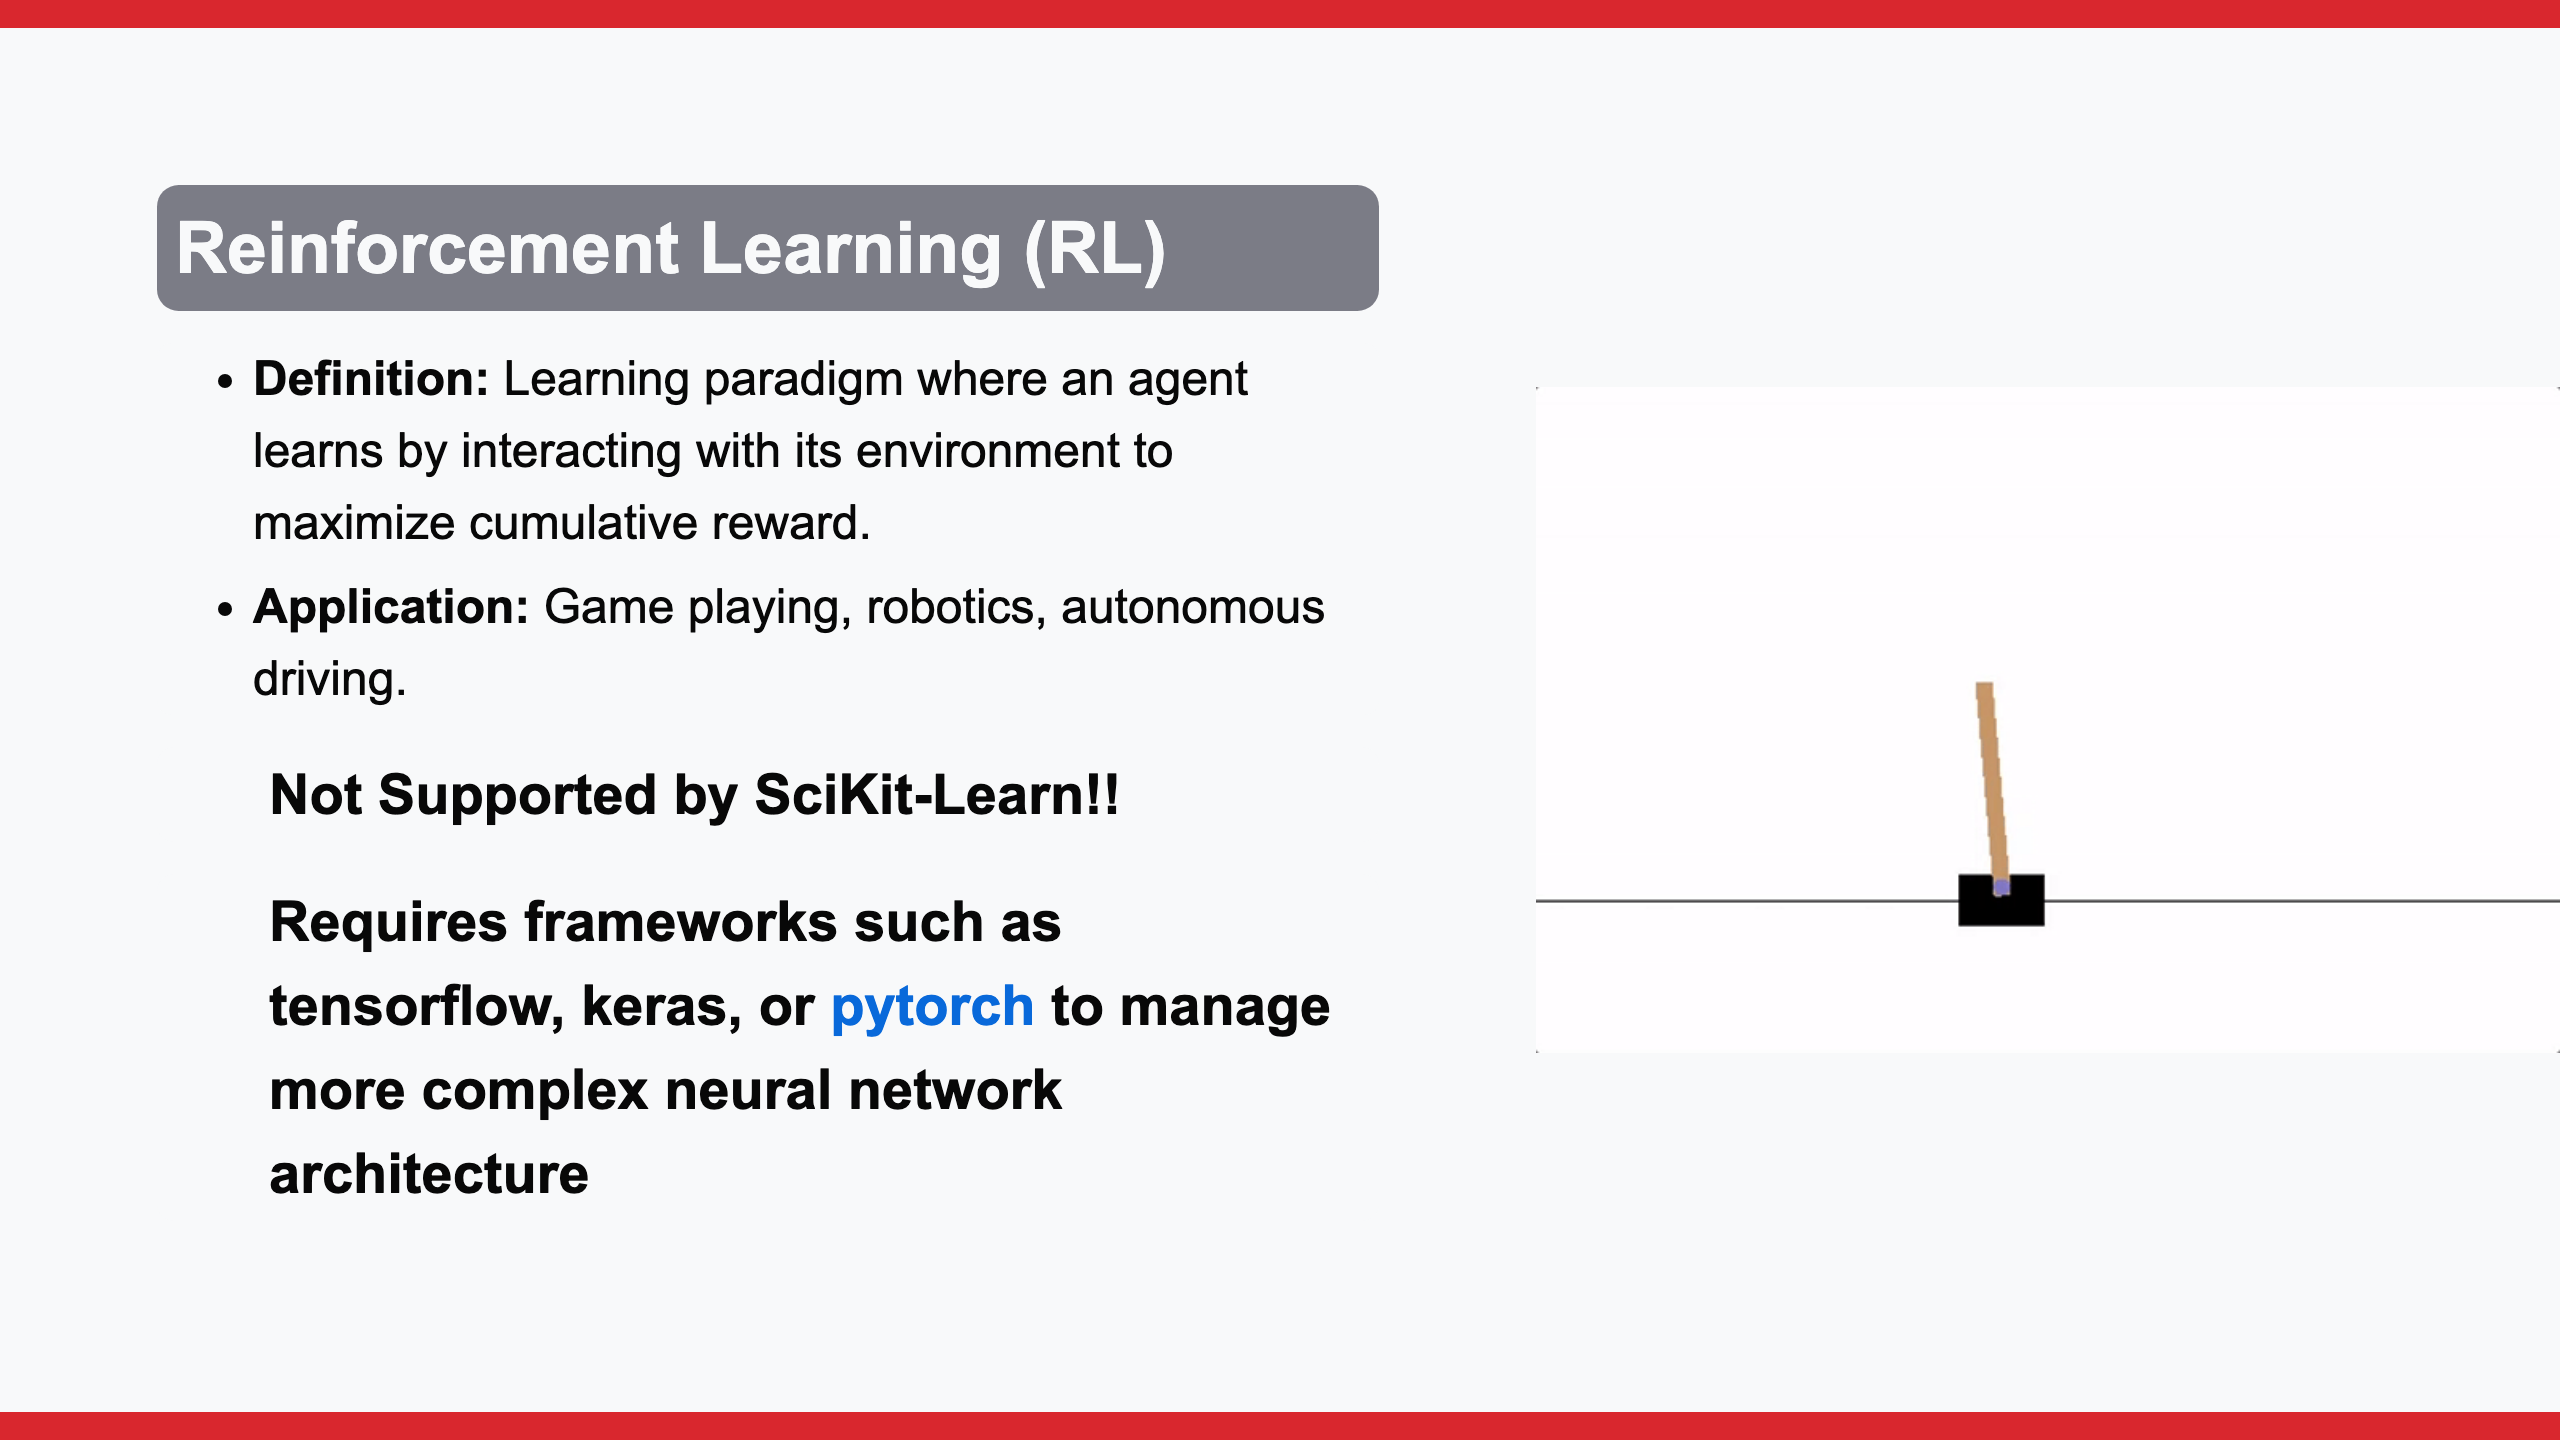 Reinforcement Learning (RL)
• Definition: Learning paradigm where an agent
learns by interacting with its environment to
maximize cumulative reward.
• Application: Game playing, robotics, autonomous
driving.
Not Supported by SciKit-Learn!!
Requires frameworks such as
tensorflow, keras, or pytorch to manage
more complex neural network
architecture